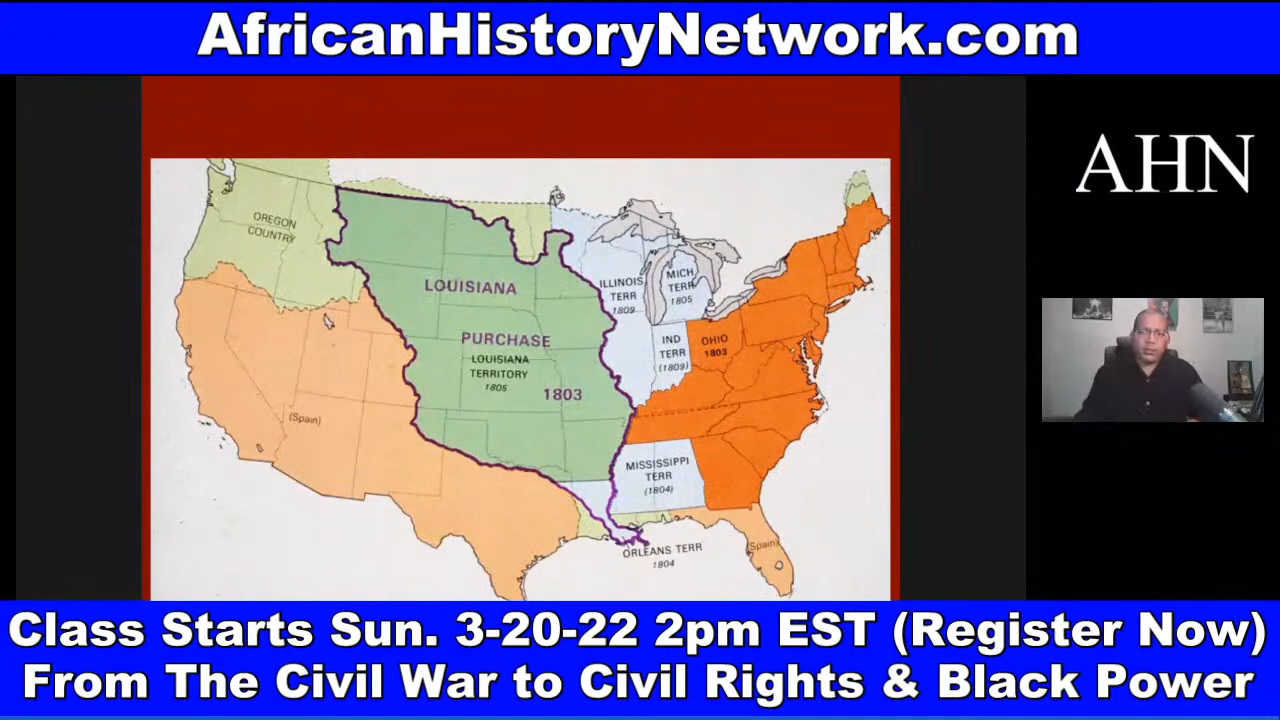 AfricanHistoryNetwork.com
AHN
OREGON
COUNTRY
LOUISIANA
PURCHASE
LOUISIANA
TERRITORY
1805
1803
(Spain)
ILLINOIS
TERR
1809
MICH
TERR
1805
IND
TERR
(1809)
OHIO
1803
MISSISSIPPI
TERR
(1804)
ORLEANS TERR
1804
(Spain)
Class Starts Sun. 3-20-22 2pm EST (Register Now)
From The Civil War to Civil Rights & Black Power